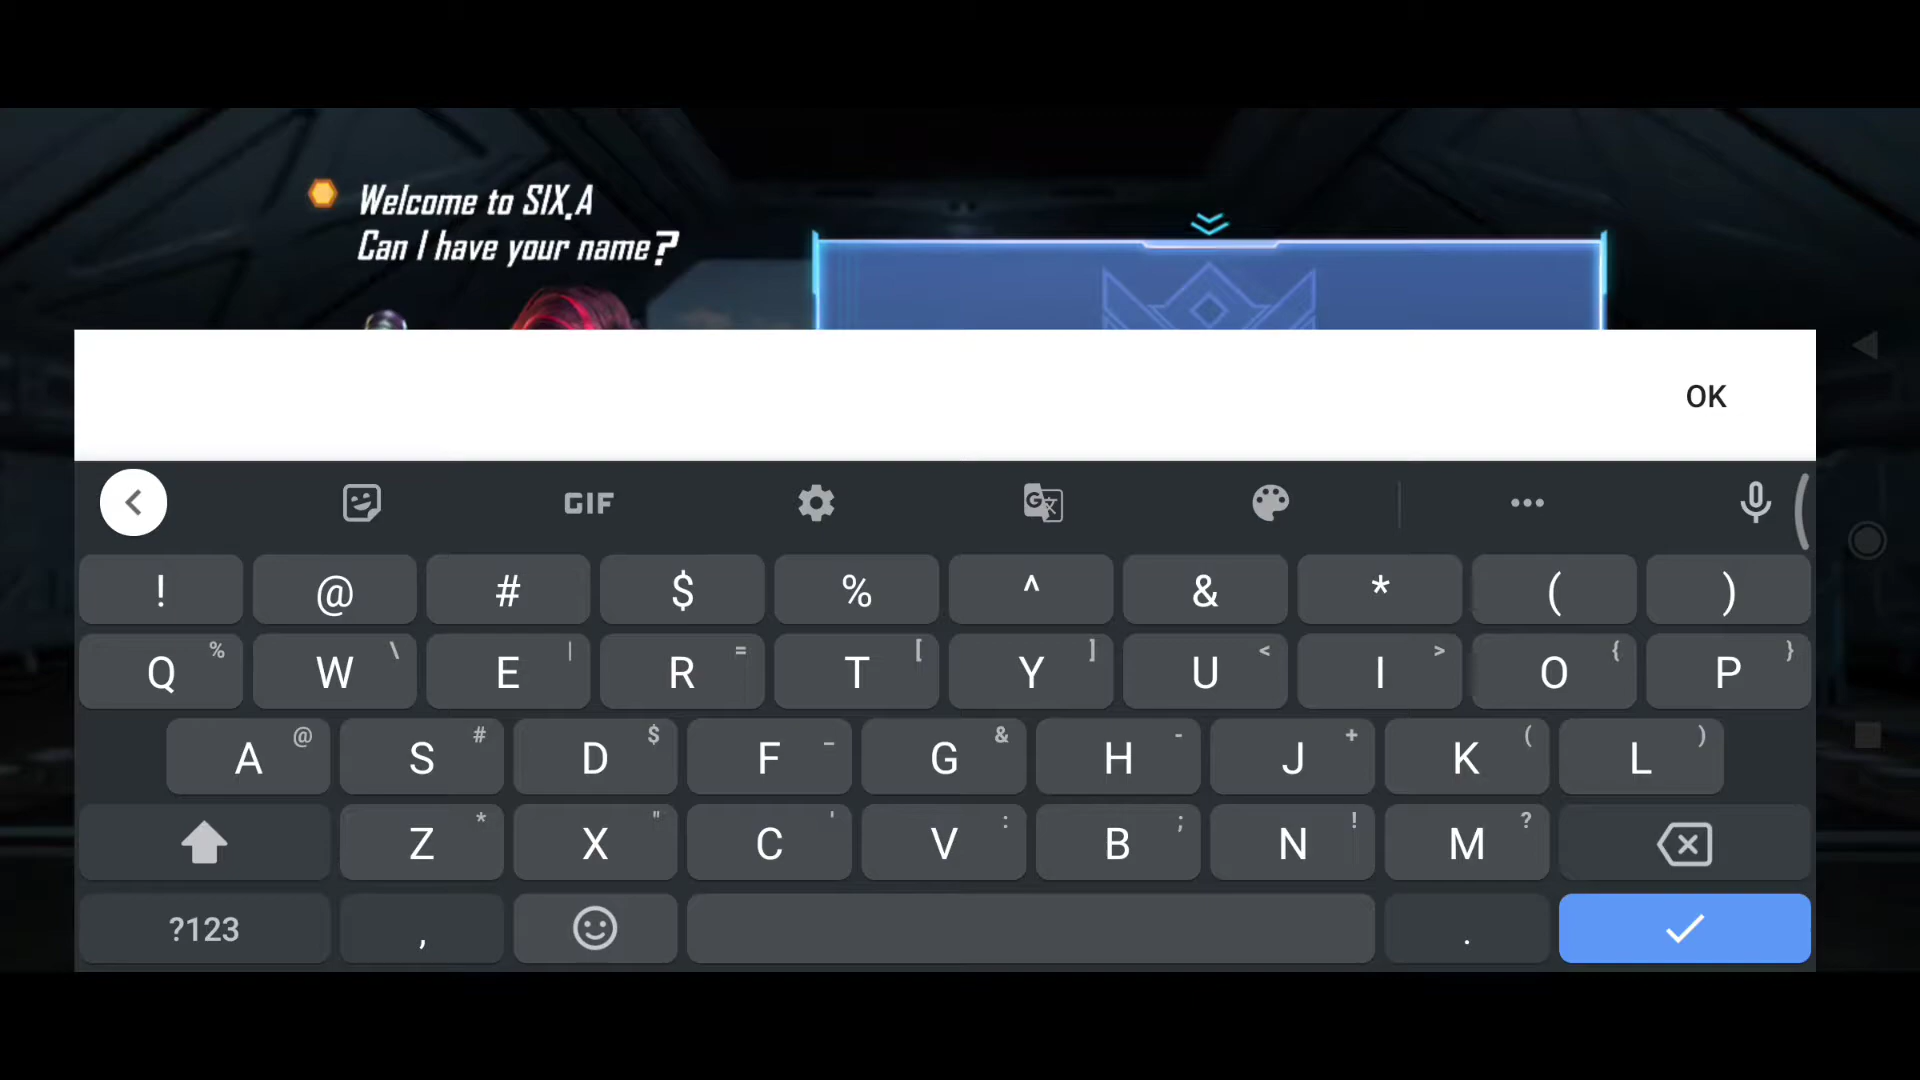 Welcome to SIX.A
Can I have your name?
OK
GIF
! @ # $ % ^ & * ( )
Q % W \ E | R = T [ Y ] U < I > O { P }
A @ S # D $ F _ G & H - J + K ( L )
Z * X " C ' V : B ; N ! M ?
?123 , .